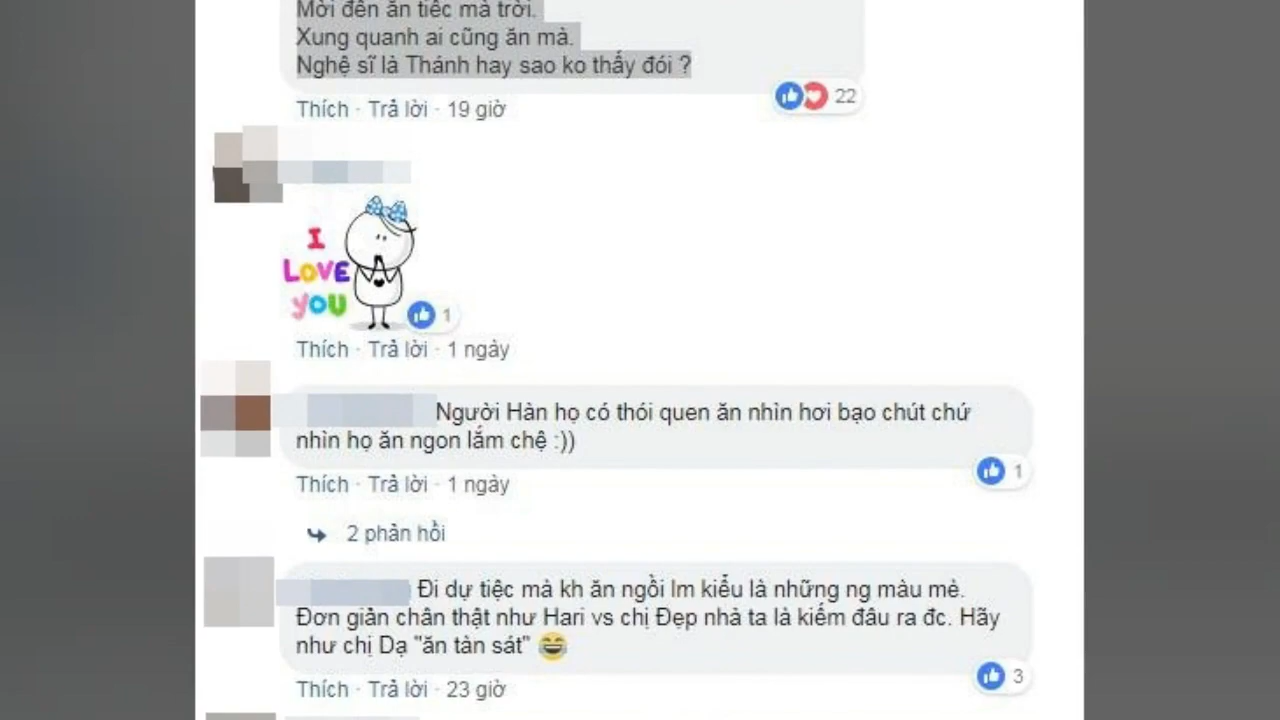 Mời đến ăn tiệc mà trời.
Xung quanh ai cũng ăn mà.
Nghệ sĩ là Thánh hay sao ko thấy đói ?
Thích · Trả lời · 19 giờ
22
I
LOVE
YOU
1
Thích · Trả lời · 1 ngày
Người Hàn họ có thói quen ăn nhìn hơi bạo chút chứ
nhìn họ ăn ngon lắm chệ :))
1
Thích · Trả lời · 1 ngày
2 phản hồi
Đi dự tiệc mà kh ăn ngồi lm kiểu là những ng màu mè.
Đơn giản chân thật như Hari vs chị Đẹp nhà ta là kiếm đâu ra đc. Hãy
như chị Dạ "ăn tàn sát" 😂
3
Thích · Trả lời · 23 giờ